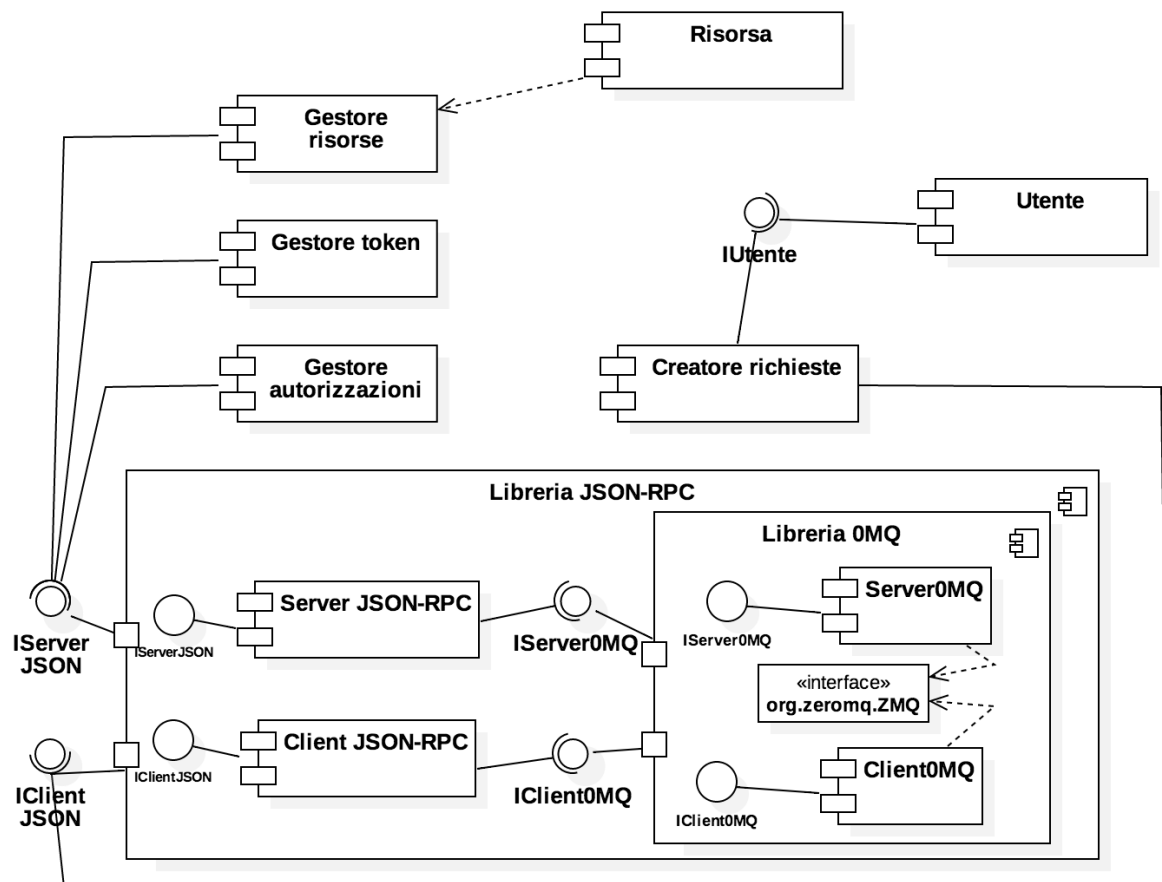 Risorsa
Gestore
risorse
Utente
Gestore token
IUtente
Gestore
autorizzazioni
Creatore richieste
Libreria JSON-RPC
Libreria 0MQ
Server0MQ
Server JSON-RPC
IServer
JSON
IServerJSON
IServer0MQ
IServer0MQ
«interface»
org.zeromq.ZMQ
Client JSON-RPC
Client0MQ
IClient
JSON
IClientJSON
IClient0MQ
IClient0MQ